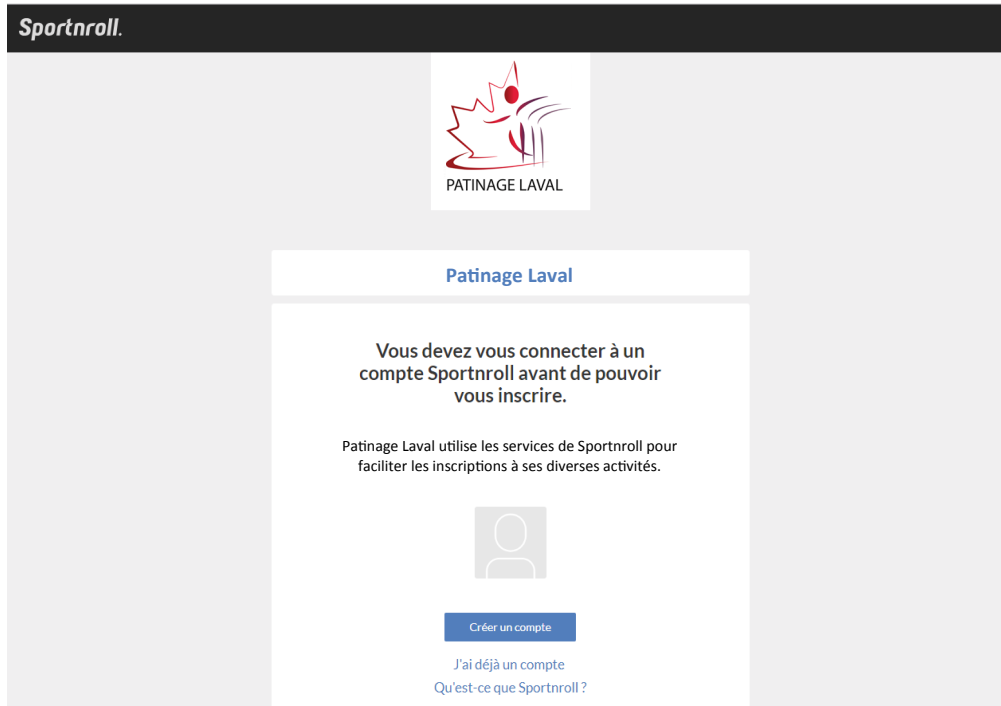 Sportnroll.
PATINAGE LAVAL
Patinage Laval
Vous devez vous connecter à un
compte Sportnroll avant de pouvoir
vous inscrire.
Patinage Laval utilise les services de Sportnroll pour
faciliter les inscriptions à ses diverses activités.
Créer un compte
J'ai déjà un compte
Qu'est-ce que Sportnroll ?